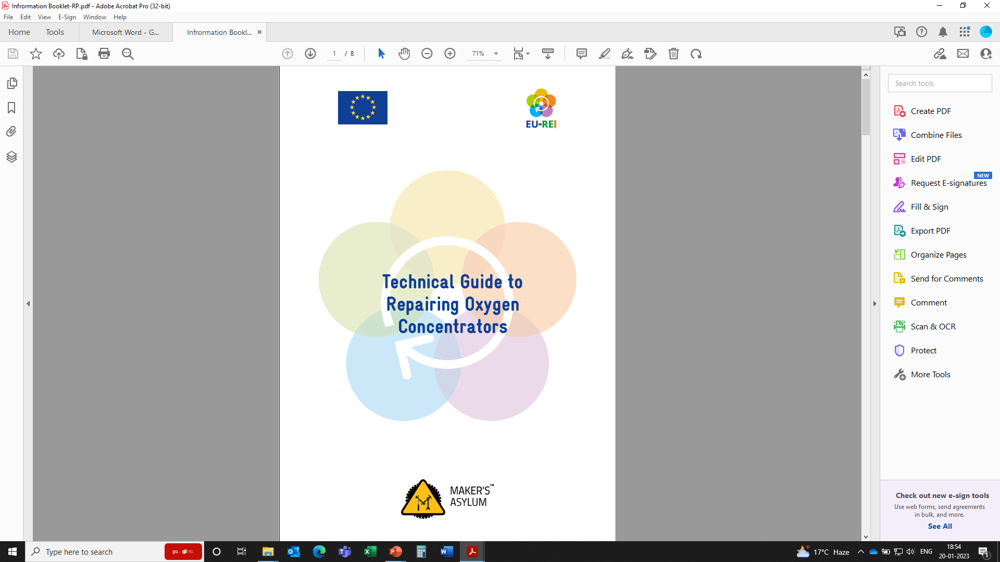 Infrormation Booklet-RP.pdf - Adobe Acrobat Pro (32-bit)
File Edit View E-Sign Window Help
Home Tools Microsoft Word - G... Infrormation Bookl...
1 / 8 71%
Search tools
Create PDF
Combine Files
Edit PDF
NEW
Request E-signatures
Fill & Sign
Export PDF
Organize Pages
Send for Comments
Comment
Scan & OCR
Protect
More Tools
EU-REI
Technical Guide to
Repairing Oxygen
Concentrators
MAKER'S™
ASYLUM
Check out new e-sign tools
Use web forms, send agreements
in bulk, and more.
See All
Type here to search
giz
17°C Haze
ENG
18:54
20-01-2023
1